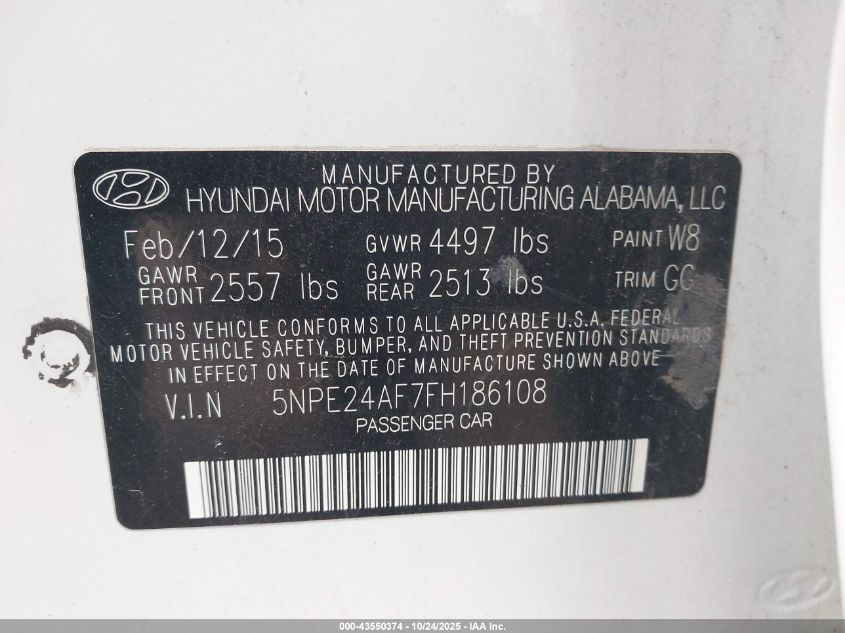 MANUFACTURED BY
HYUNDAI MOTOR MANUFACTURING ALABAMA, LLC
Feb/12/15 GVWR 4497 lbs PAINT W8
GAWR FRONT 2557 lbs GAWR REAR 2513 lbs TRIM GC
THIS VEHICLE CONFORMS TO ALL APPLICABLE U.S.A. FEDERAL
MOTOR VEHICLE SAFETY, BUMPER, AND THEFT PREVENTION STANDARDS
IN EFFECT ON THE DATE OF MANUFACTURE SHOWN ABOVE
V.I.N 5NPE24AF7FH186108
PASSENGER CAR
000-43550374 - 10/24/2025 - IAA Inc.